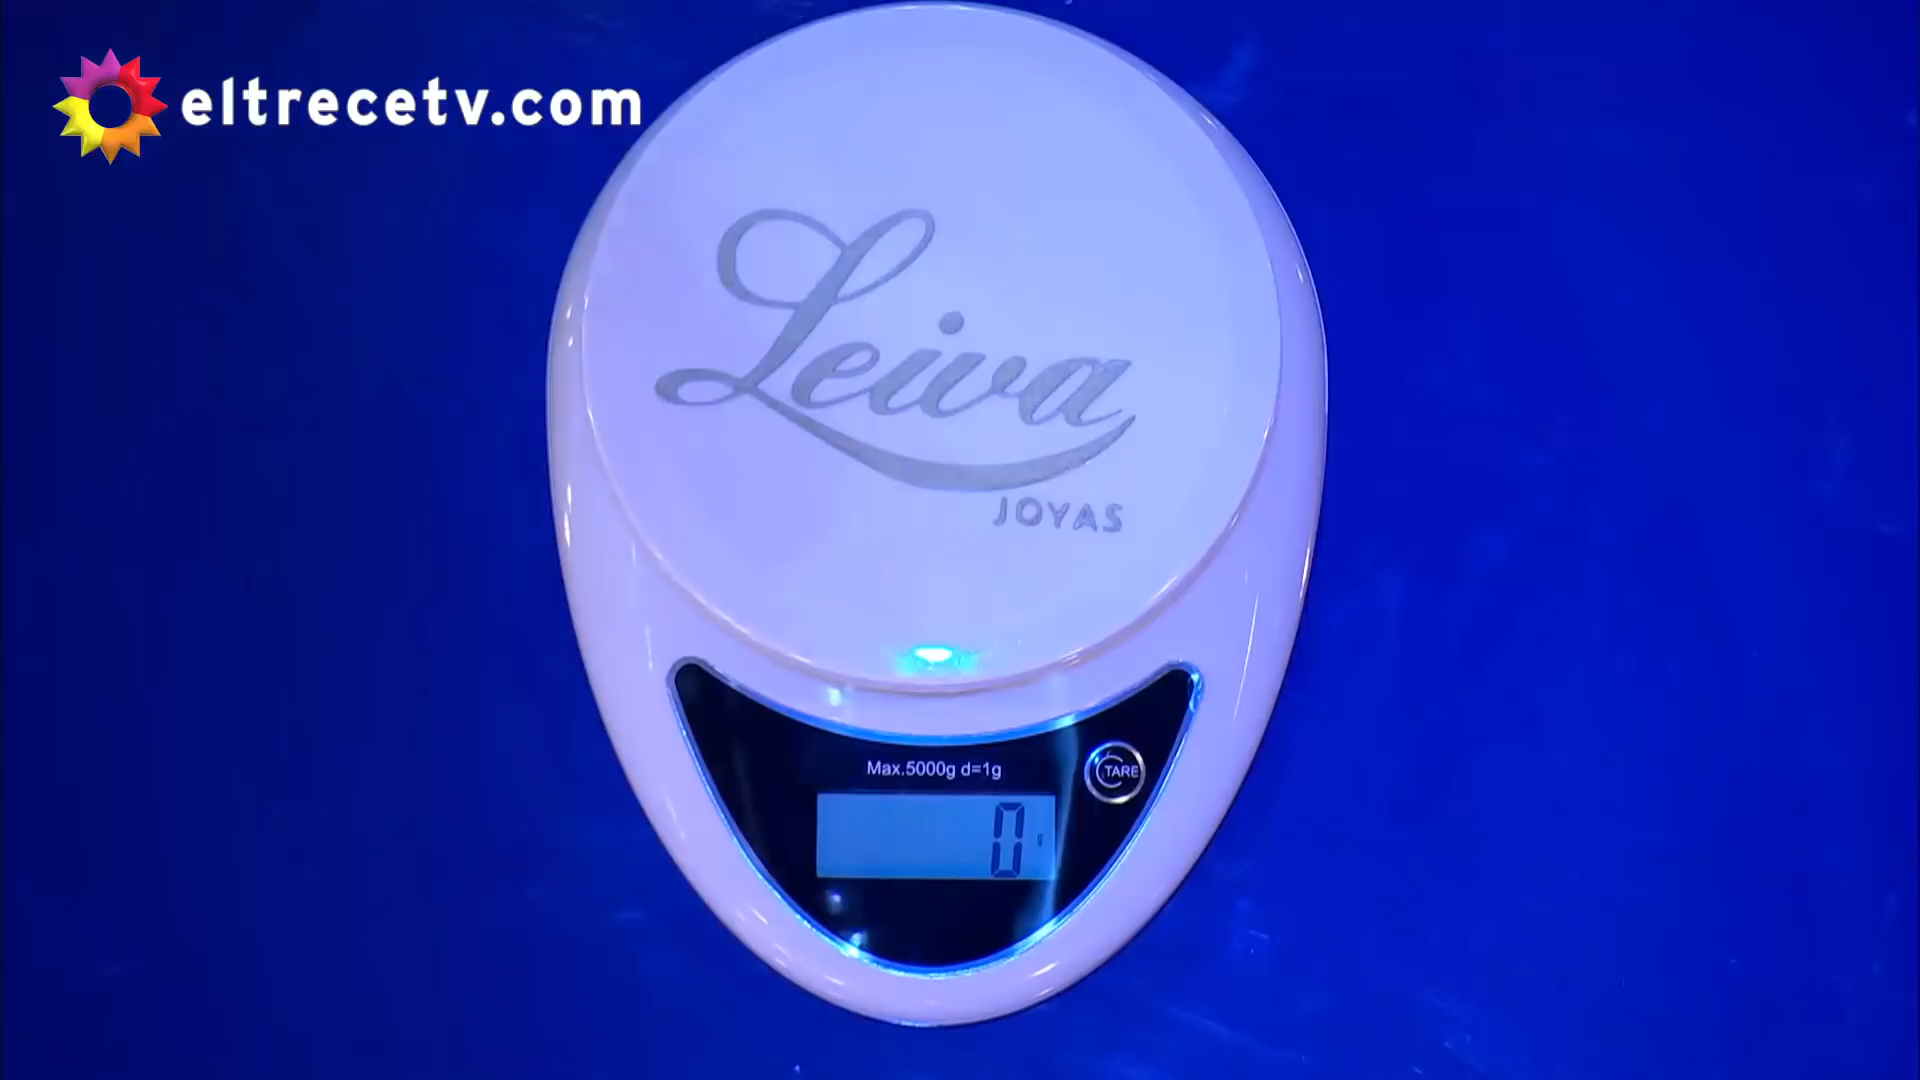 eltrecetv.com
Leiva
JOYAS
Max.5000g d=1g
TARE
0